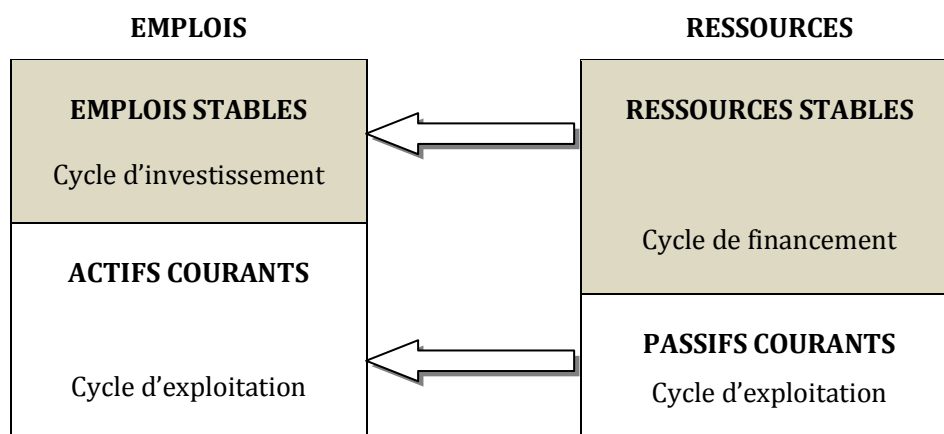 EMPLOIS
RESSOURCES
EMPLOIS STABLES
Cycle d’investissement
ACTIFS COURANTS
Cycle d’exploitation
RESSOURCES STABLES
Cycle de financement
PASSIFS COURANTS
Cycle d’exploitation